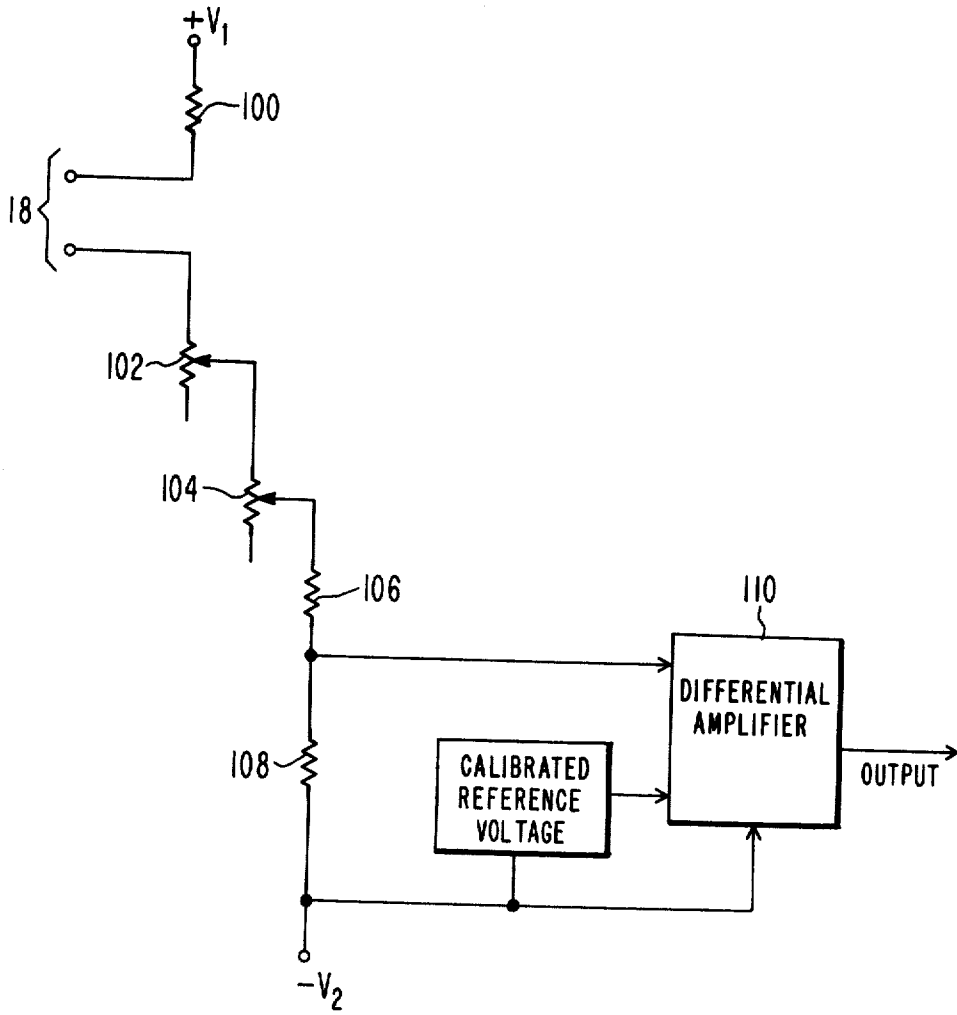 +V₁
100
18
102
104
106
110
DIFFERENTIAL
AMPLIFIER
108
CALIBRATED
REFERENCE
VOLTAGE
OUTPUT
-V₂